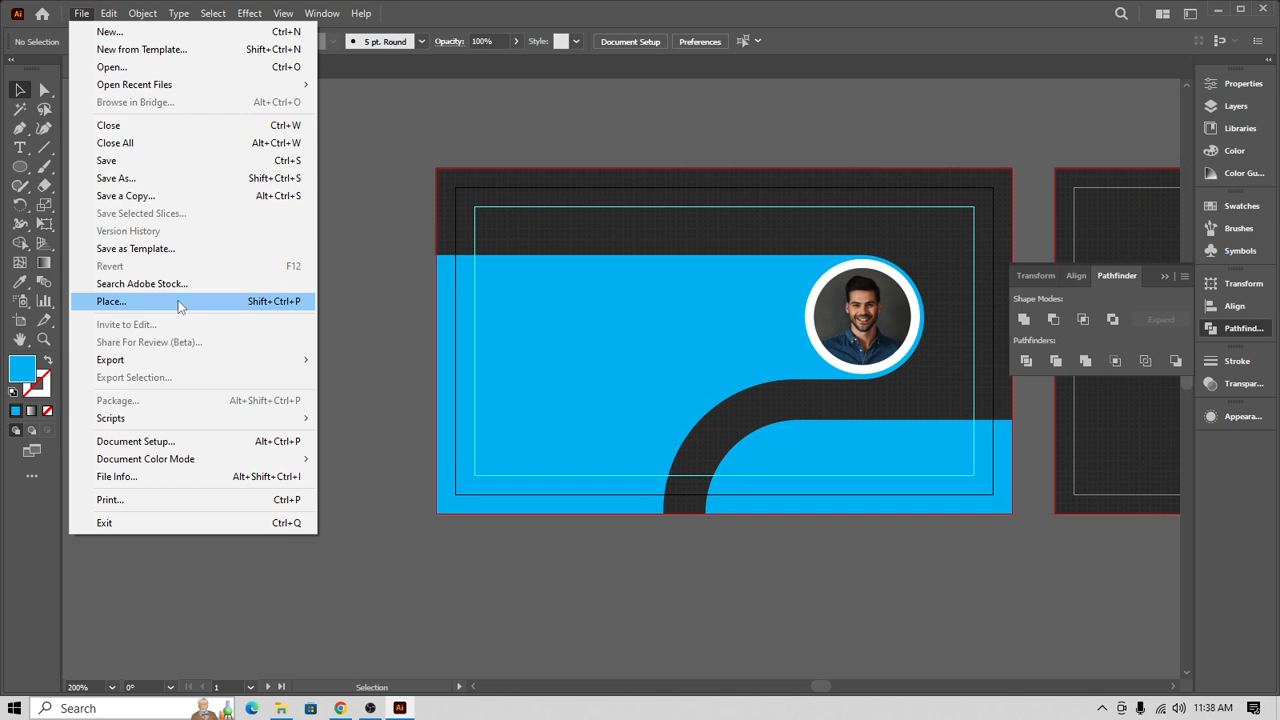 Ai File Edit Object Type Select Effect View Window Help
No Selection 5 pt. Round Opacity: 100% Style: Document Setup Preferences
New... Ctrl+N
New from Template... Shift+Ctrl+N
Open... Ctrl+O
Open Recent Files
Browse in Bridge... Alt+Ctrl+O
Close Ctrl+W
Close All Alt+Ctrl+W
Save Ctrl+S
Save As... Shift+Ctrl+S
Save a Copy... Alt+Ctrl+S
Save Selected Slices...
Version History
Save as Template...
Revert F12
Search Adobe Stock...
Place... Shift+Ctrl+P
Invite to Edit...
Share For Review (Beta)...
Export
Export Selection...
Package... Alt+Shift+Ctrl+P
Scripts
Document Setup... Alt+Ctrl+P
Document Color Mode
File Info... Alt+Shift+Ctrl+I
Print... Ctrl+P
Exit Ctrl+Q
Transform Align Pathfinder
Shape Modes:
Expand
Pathfinders:
Properties
Layers
Libraries
Color
Color Gu...
Swatches
Brushes
Symbols
Transform
Align
Pathfind...
Stroke
Transpar...
Appeara...
200% 0° 1 Selection
Search Ai 11:38 AM